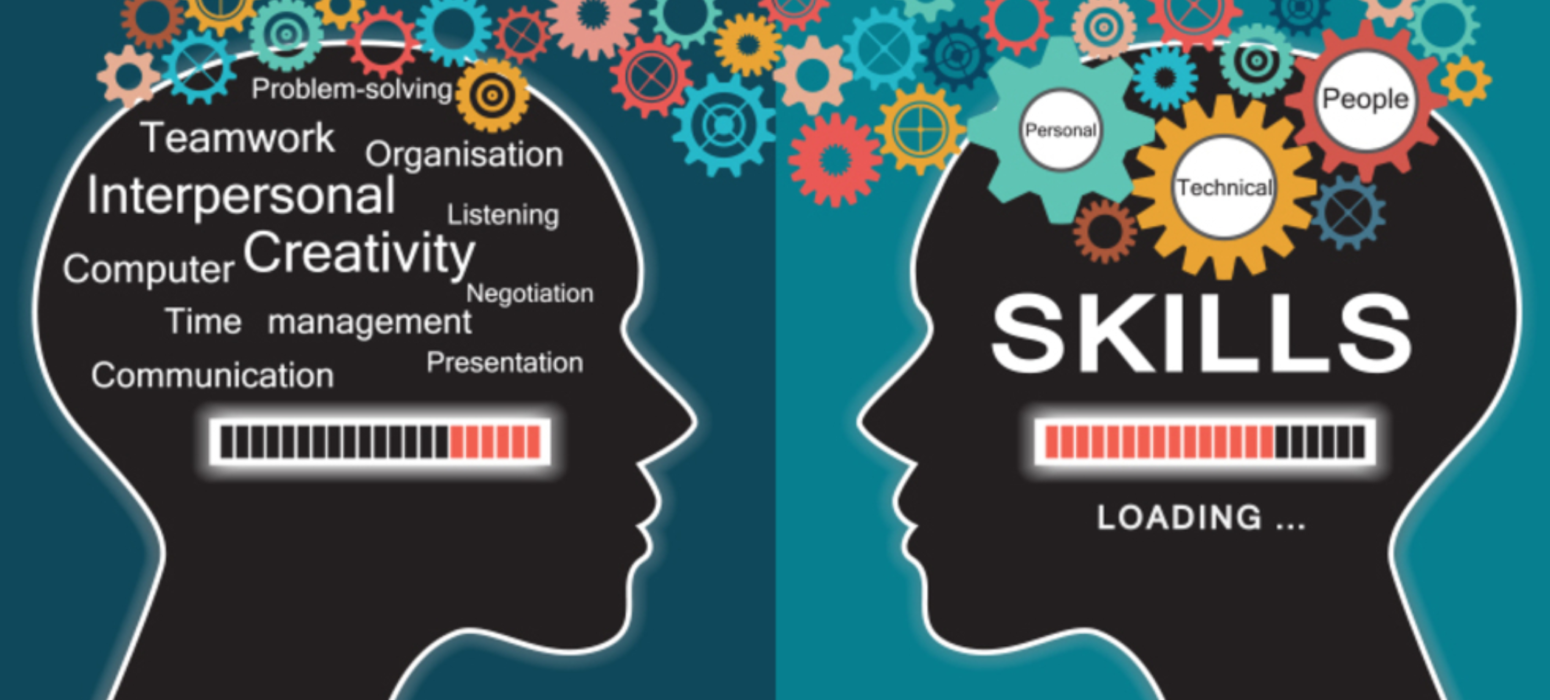 Problem-solving
Teamwork
Organisation
Interpersonal
Listening
Creativity
Computer
Negotiation
Time management
Presentation
Communication
People
Personal
Technical
SKILLS
LOADING ...